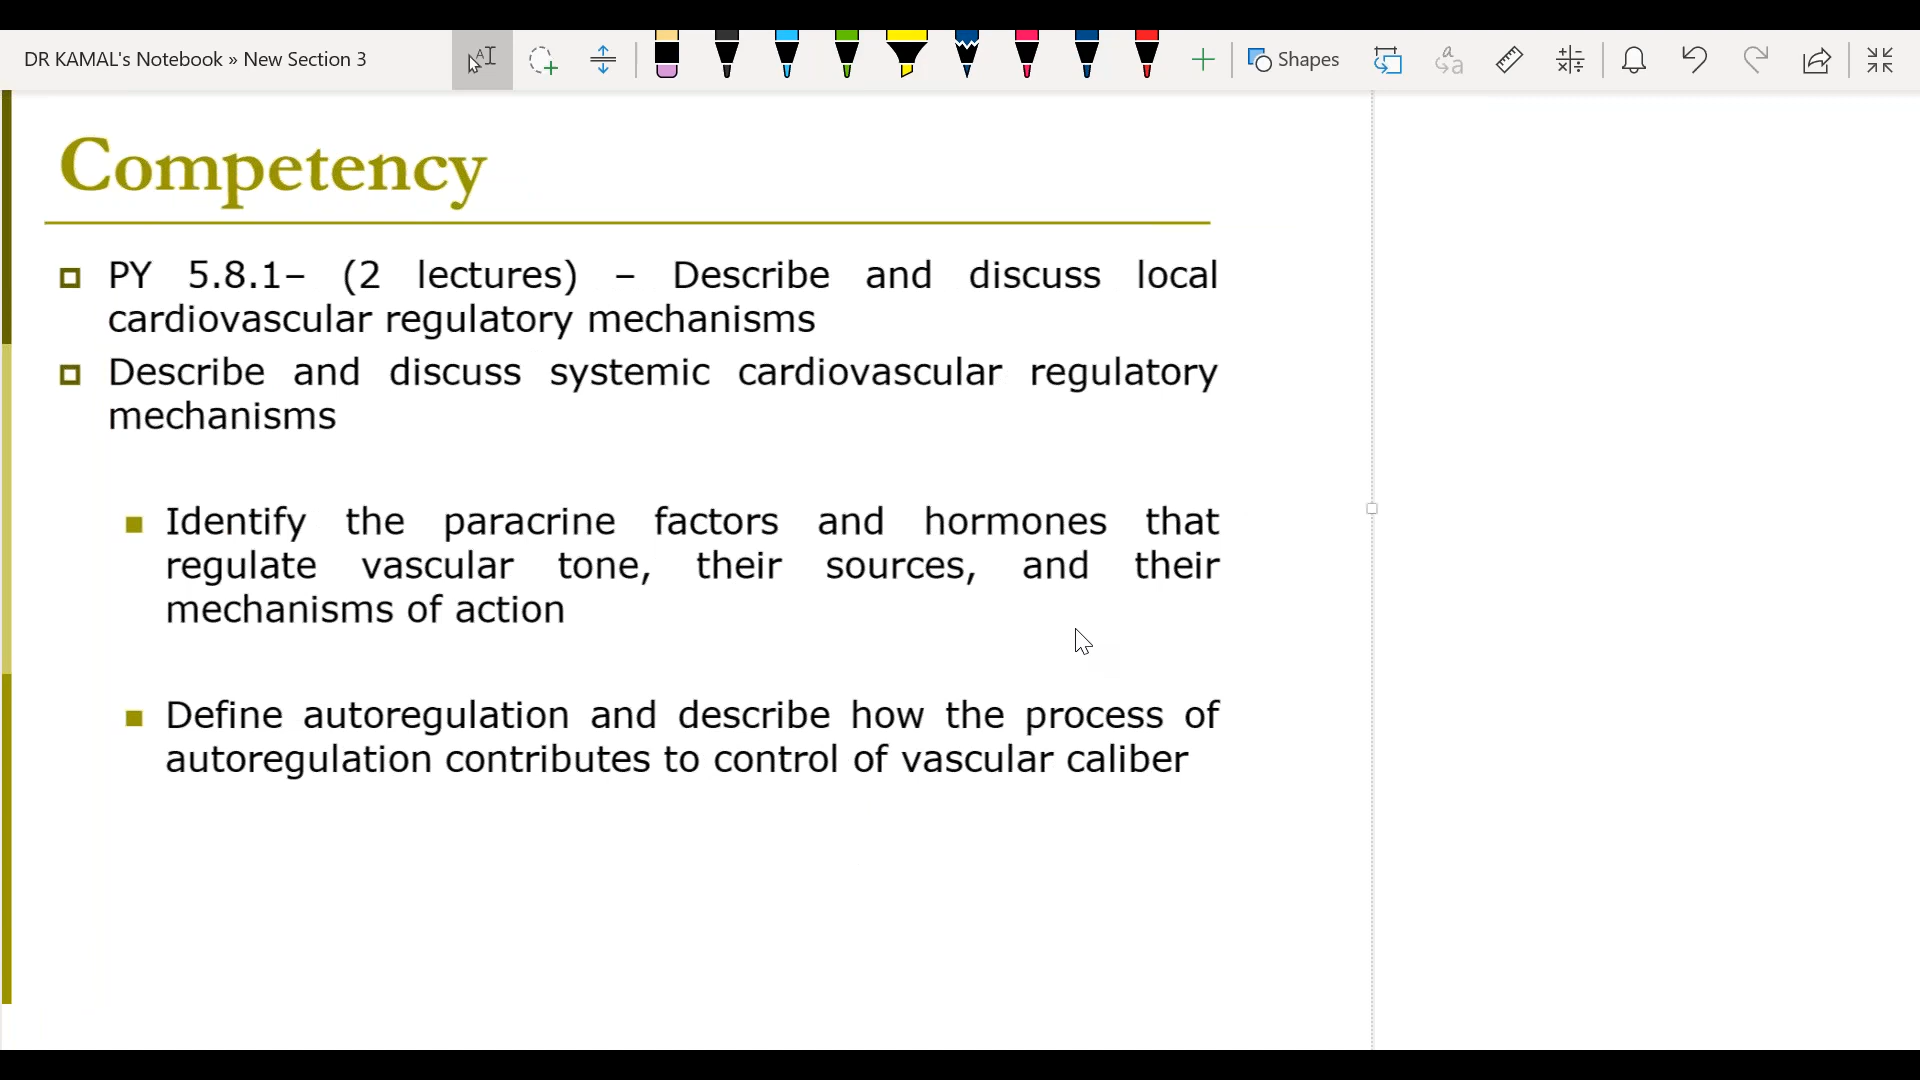 DR KAMAL's Notebook » New Section 3
Shapes
Competency
PY 5.8.1– (2 lectures) – Describe and discuss local
cardiovascular regulatory mechanisms
Describe and discuss systemic cardiovascular regulatory
mechanisms
Identify the paracrine factors and hormones that
regulate vascular tone, their sources, and their
mechanisms of action
Define autoregulation and describe how the process of
autoregulation contributes to control of vascular caliber